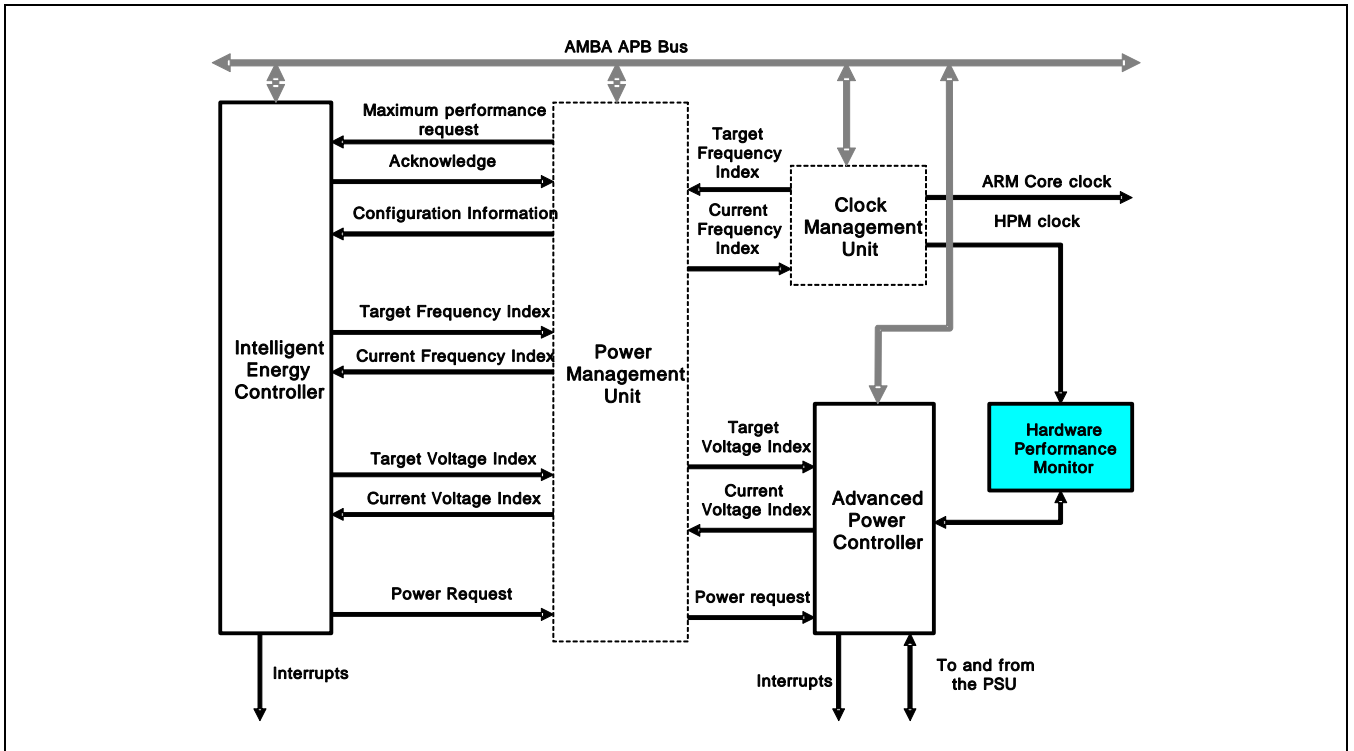 AMBA APB Bus
Maximum performance
request
Acknowledge
Configuration Information
Target Frequency Index
Current Frequency Index
Target Voltage Index
Current Voltage Index
Power Request
Intelligent
Energy
Controller
Interrupts
Power
Management
Unit
Target
Frequency
Index
Current
Frequency
Index
Clock
Management
Unit
ARM Core clock
HPM clock
Target
Voltage Index
Current
Voltage Index
Power request
Advanced
Power
Controller
Hardware
Performance
Monitor
Interrupts
To and from
the PSU